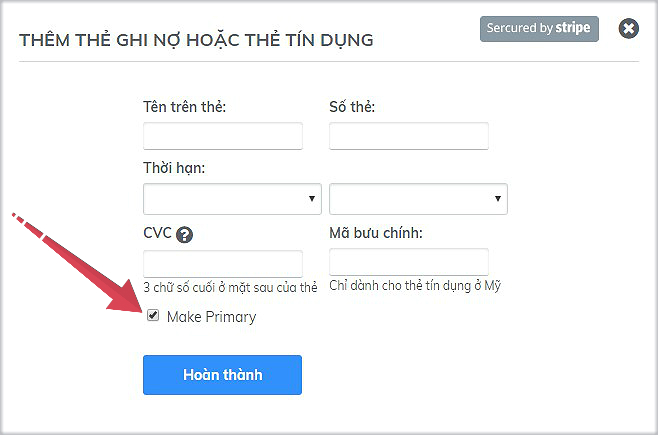 THÊM THẺ GHI NỢ HOẶC THẺ TÍN DỤNG
Sercured by stripe
Tên trên thẻ:
Số thẻ:
Thời hạn:
CVC ?
Mã bưu chính:
3 chữ số cuối ở mặt sau của thẻ
Chỉ dành cho thẻ tín dụng ở Mỹ
Make Primary
Hoàn thành